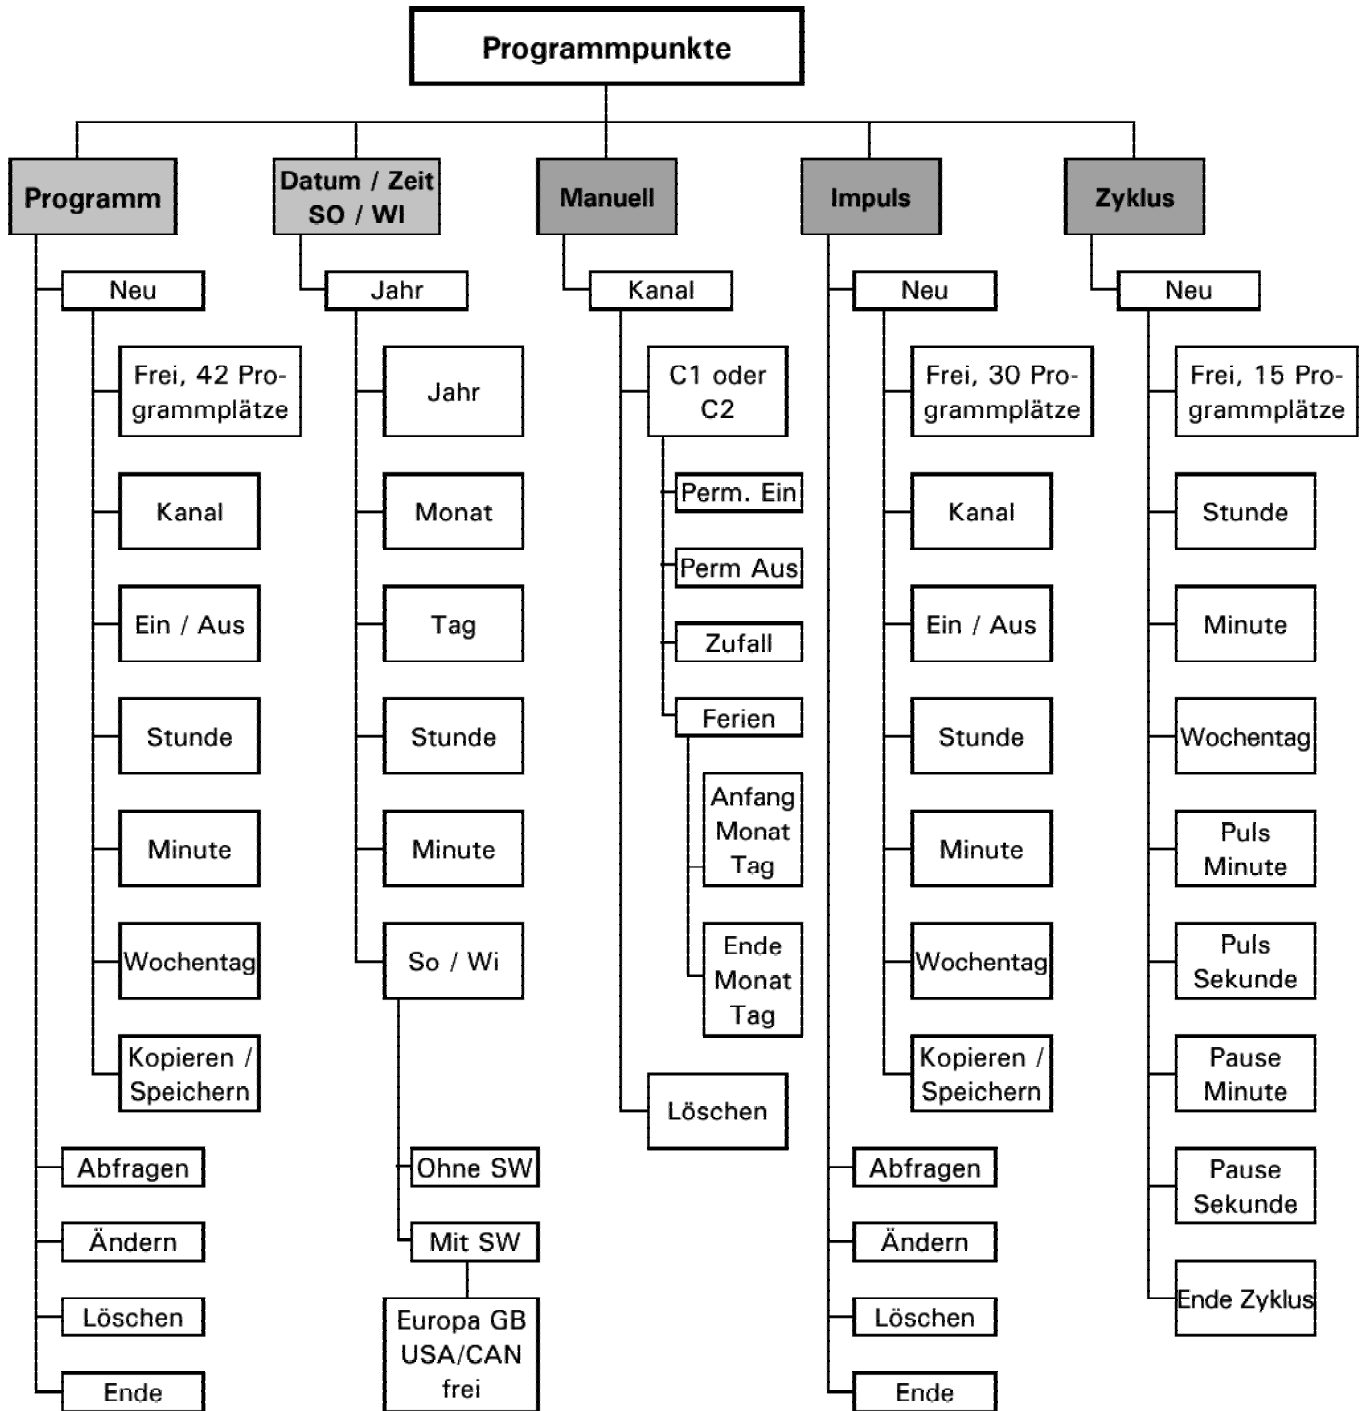 Programmpunkte
Programm
Neu
Frei, 42 Pro-
grammplätze
Kanal
Ein / Aus
Stunde
Minute
Wochentag
Kopieren /
Speichern
Abfragen
Ändern
Löschen
Ende
Datum / Zeit
SO / WI
Jahr
Jahr
Monat
Tag
Stunde
Minute
So / Wi
Ohne SW
Mit SW
Europa GB
USA/CAN
frei
Manuell
Kanal
C1 oder
C2
Perm. Ein
Perm Aus
Zufall
Ferien
Anfang
Monat
Tag
Ende
Monat
Tag
Löschen
Impuls
Neu
Frei, 30 Pro-
grammplätze
Kanal
Ein / Aus
Stunde
Minute
Wochentag
Kopieren /
Speichern
Abfragen
Ändern
Löschen
Ende
Zyklus
Neu
Frei, 15 Pro-
grammplätze
Stunde
Minute
Wochentag
Puls
Minute
Puls
Sekunde
Pause
Minute
Pause
Sekunde
Ende Zyklus